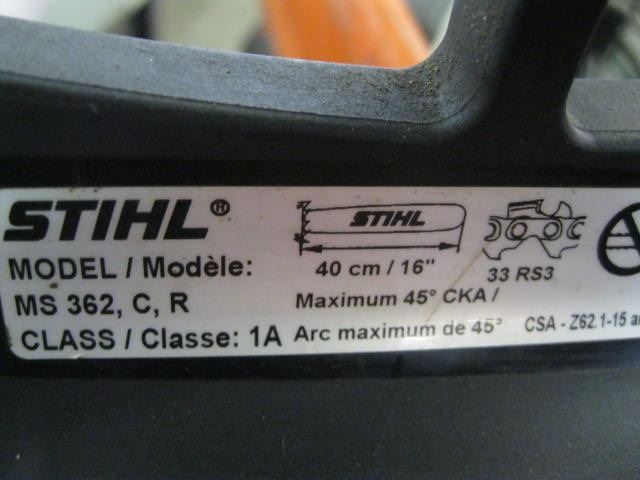 STIHL®
MODEL / Modèle:
MS 362, C, R
CLASS / Classe: 1A
STIHL
40 cm / 16"
33 RS3
Maximum 45° CKA /
Arc maximum de 45°
CSA - Z62.1-15